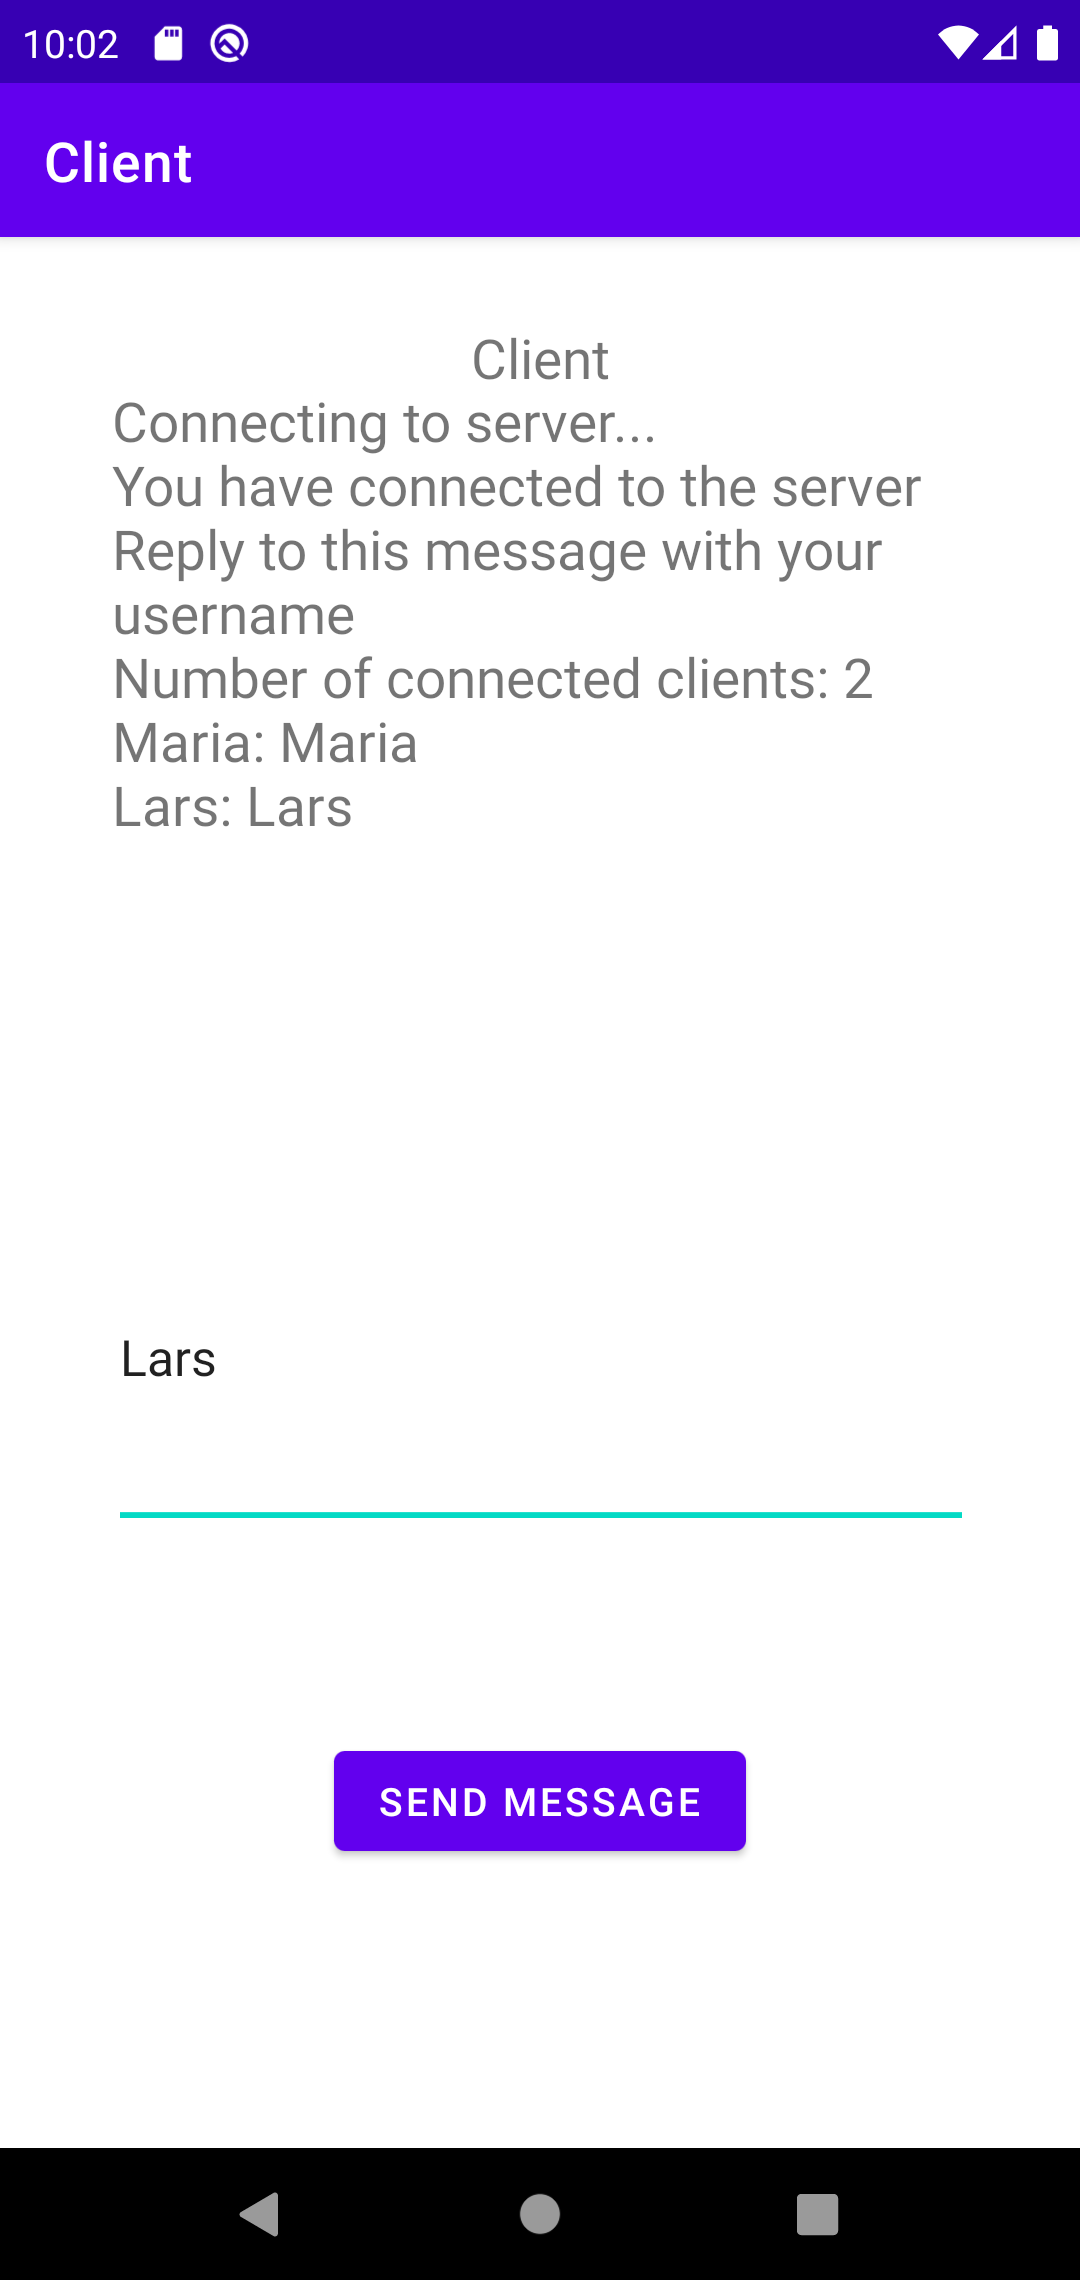 10:02
Client
Client
Connecting to server...
You have connected to the server
Reply to this message with your
username
Number of connected clients: 2
Maria: Maria
Lars: Lars
Lars
SEND MESSAGE